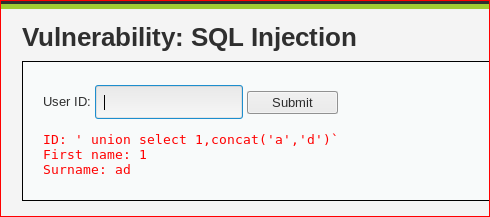 Vulnerability: SQL Injection
User ID: Submit
ID: ' union select 1,concat('a','d')`
First name: 1
Surname: ad